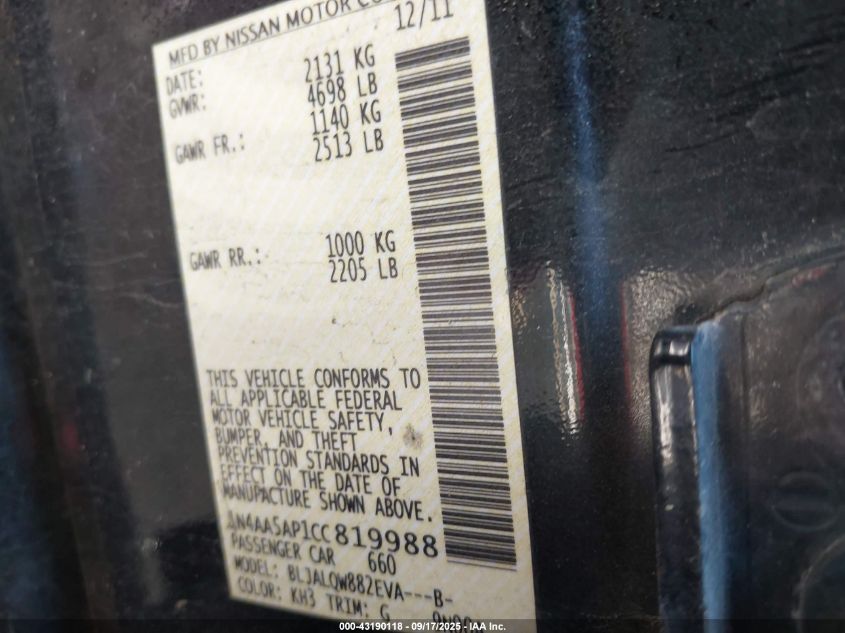 MFD BY NISSAN MOTOR CO
DATE: 12/11
GVWR: 2131 KG
4698 LB
GAWR FR.: 1140 KG
2513 LB
GAWR RR.: 1000 KG
2205 LB
THIS VEHICLE CONFORMS TO
ALL APPLICABLE FEDERAL
MOTOR VEHICLE SAFETY,
BUMPER, AND THEFT
PREVENTION STANDARDS IN
EFFECT ON THE DATE OF
MANUFACTURE SHOWN ABOVE.
1N4AA5AP1CC819988
PASSENGER CAR 660
MODEL: BLJALQW882EVA---B-
COLOR: KH3 TRIM: G
000-43190118 - 09/17/2025 - IAA Inc.